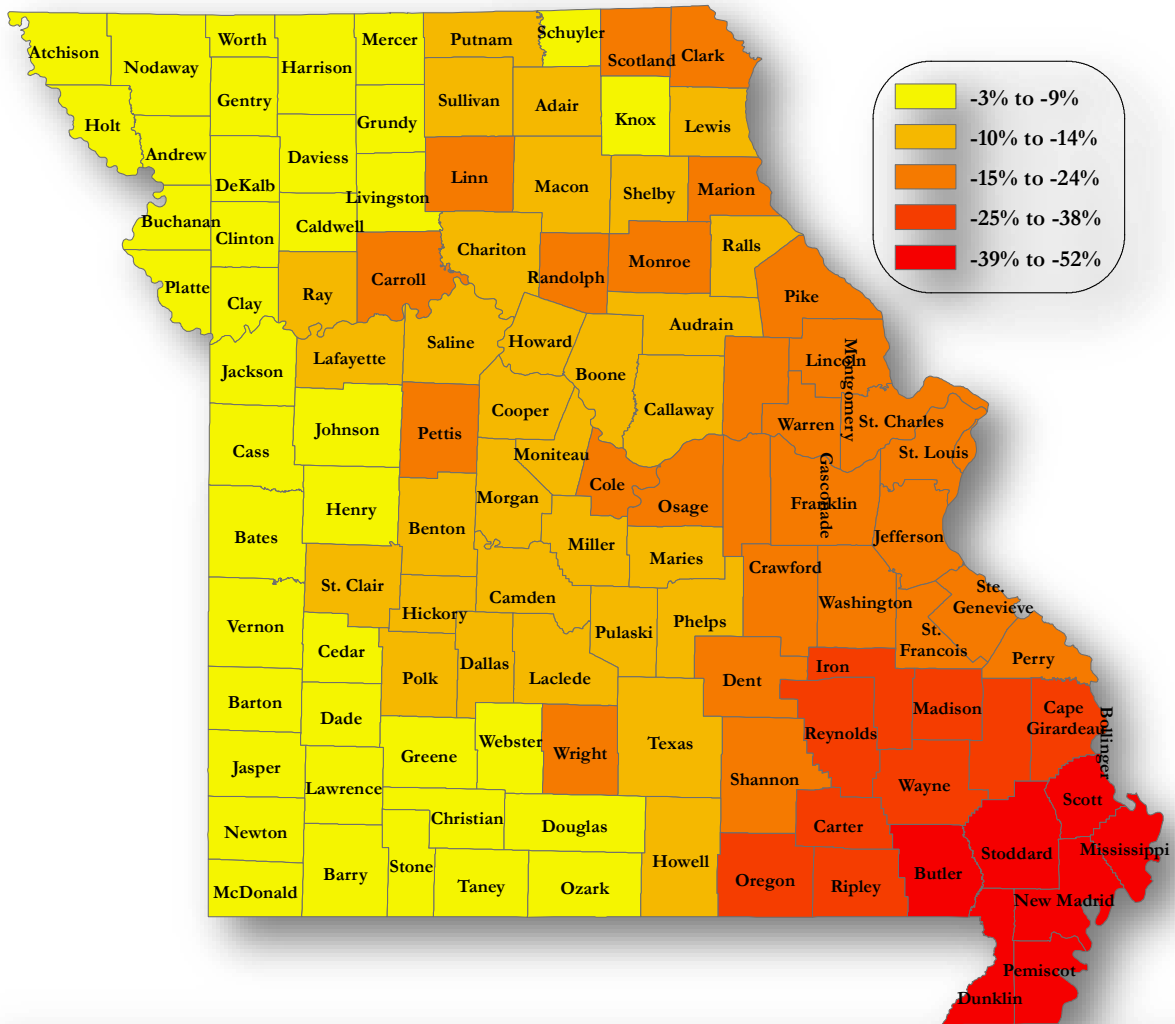 Atchison
Nodaway
Worth
Harrison
Mercer
Putnam
Schuyler
Scotland
Clark
Gentry
Sullivan
Adair
Knox
Lewis
Holt
Andrew
Grundy
DeKalb
Daviess
Livingston
Linn
Macon
Shelby
Marion
Buchanan
Clinton
Caldwell
Chariton
Randolph
Monroe
Ralls
Platte
Clay
Ray
Carroll
Pike
Jackson
Lafayette
Saline
Howard
Boone
Audrain
Lincoln
Montgomery
Cass
Johnson
Pettis
Cooper
Callaway
Warren
St. Charles
St. Louis
Moniteau
Bates
Henry
Benton
Morgan
Cole
Osage
Gasconade
Franklin
Jefferson
Miller
Maries
Crawford
St. Clair
Hickory
Camden
Washington
Ste.
Genevieve
Vernon
Cedar
Polk
Dallas
Laclede
Pulaski
Phelps
St.
Francois
Perry
Iron
Barton
Dade
Dent
Madison
Cape
Girardeau
Bollinger
Reynolds
Jasper
Greene
Webster
Wright
Texas
Shannon
Wayne
Scott
Lawrence
Christian
Douglas
Carter
Stoddard
Mississippi
Newton
Howell
McDonald
Barry
Stone
Taney
Ozark
Oregon
Ripley
Butler
New Madrid
Pemiscot
Dunklin
-3% to -9%
-10% to -14%
-15% to -24%
-25% to -38%
-39% to -52%